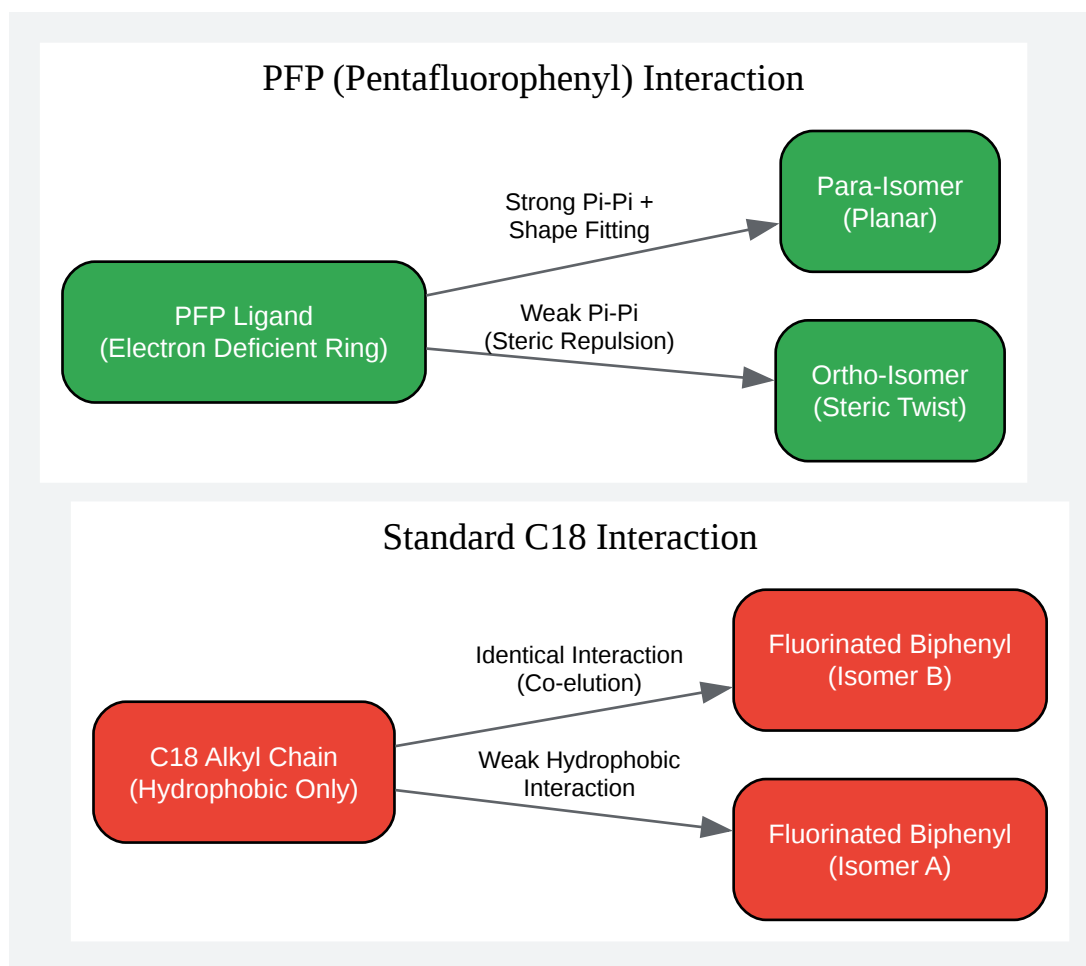 PFP (Pentafluorophenyl) Interaction
Strong Pi-Pi +
Shape Fitting
Para-Isomer
(Planar)
PFP Ligand
(Electron Deficient Ring)
Weak Pi-Pi
(Steric Repulsion)
Ortho-Isomer
(Steric Twist)
Standard C18 Interaction
Identical Interaction
(Co-elution)
Fluorinated Biphenyl
(Isomer B)
C18 Alkyl Chain
(Hydrophobic Only)
Weak Hydrophobic
Interaction
Fluorinated Biphenyl
(Isomer A)